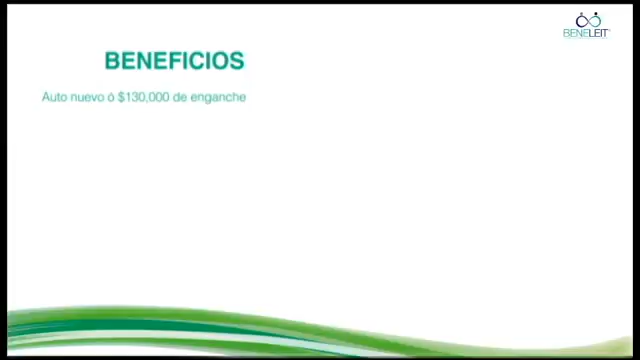 BENELEIT
BENEFICIOS
Auto nuevo ó $130,000 de enganche